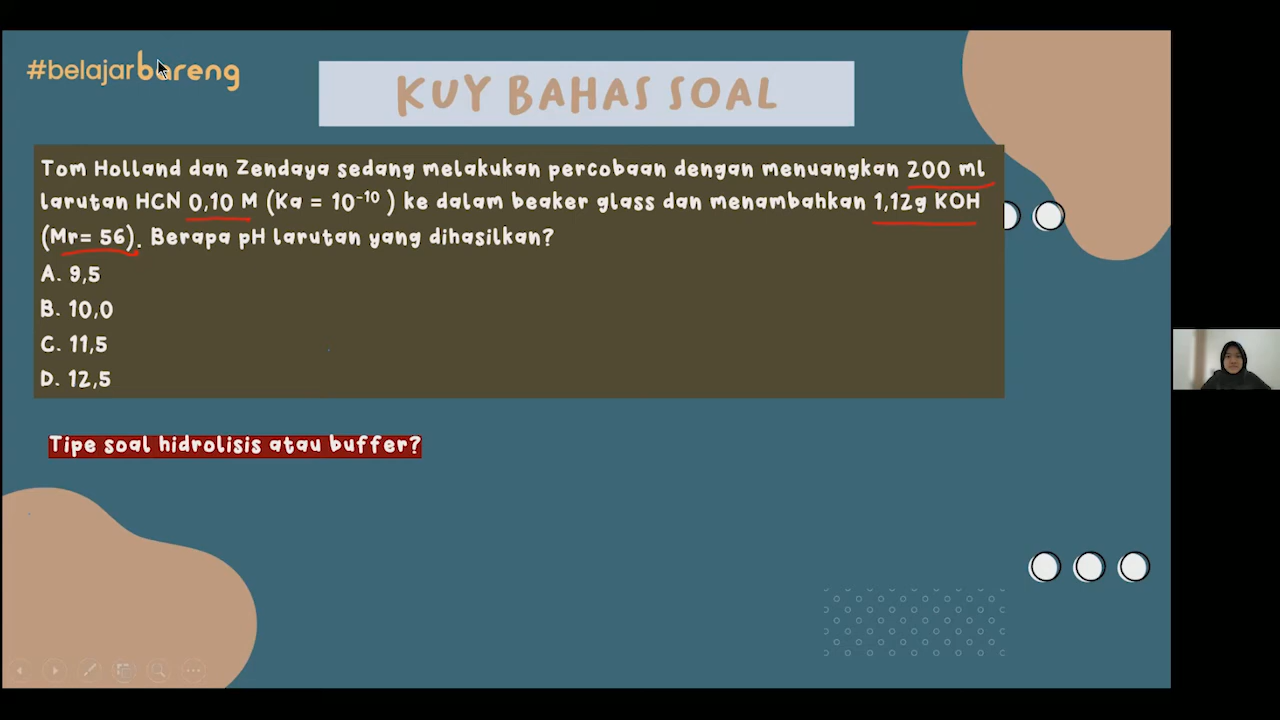 #belajarbareng
KUY BAHAS SOAL
Tom Holland dan Zendaya sedang melakukan percobaan dengan menuangkan 200 ml
larutan HCN 0,10 M (Ka = 10⁻¹⁰ ) ke dalam beaker glass dan menambahkan 1,12g KOH
(Mr= 56). Berapa pH larutan yang dihasilkan?
A. 9,5
B. 10,0
C. 11,5
D. 12,5
Tipe soal hidrolisis atau buffer?